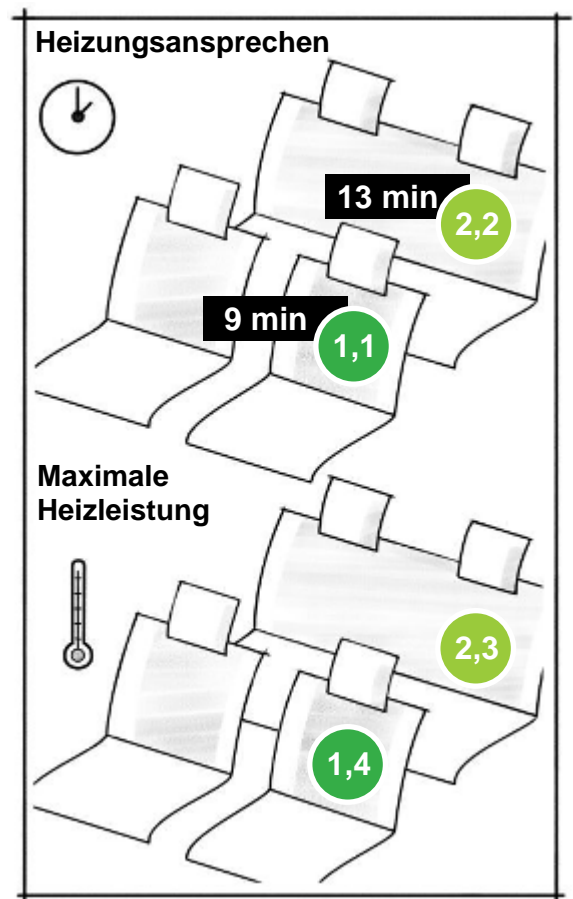 Heizungsansprechen
13 min
2,2
9 min
1,1
Maximale
Heizleistung
2,3
1,4